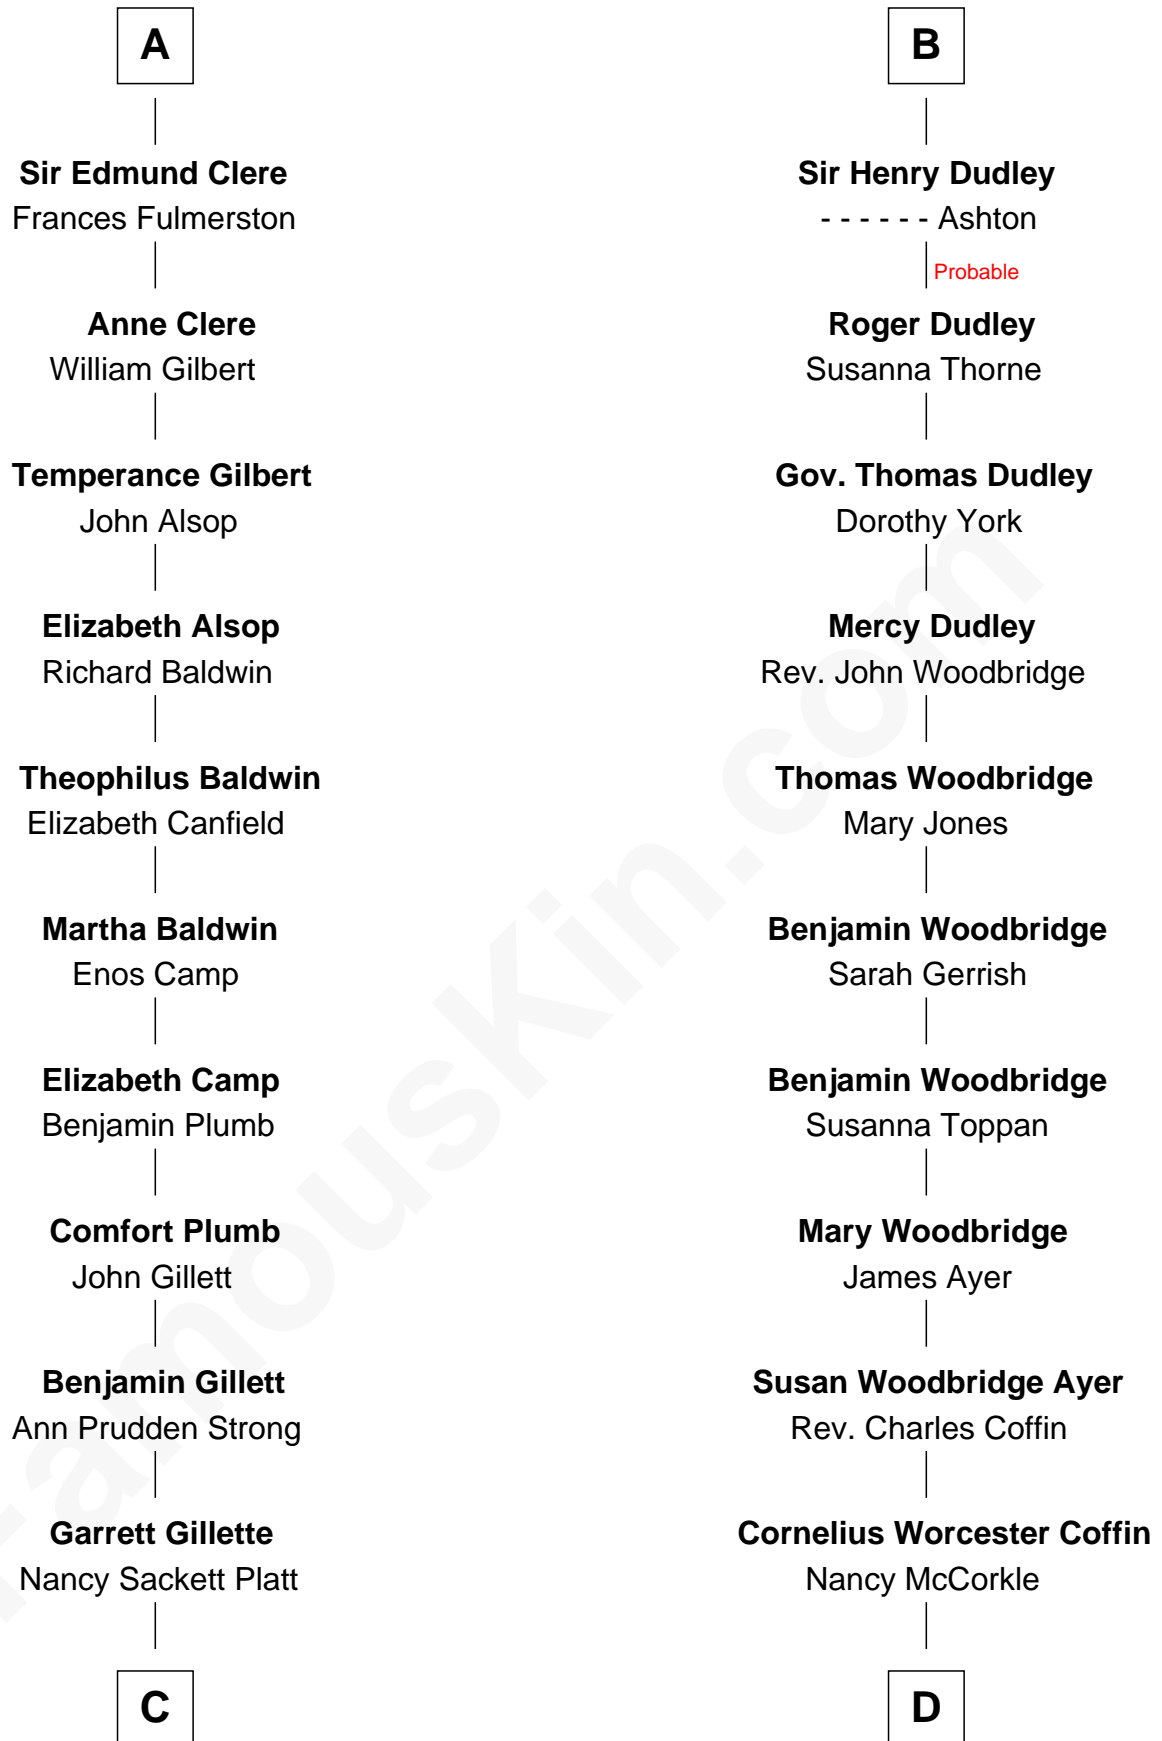 A
Sir Edmund Clere
Frances Fulmerston
Anne Clere
William Gilbert
Temperance Gilbert
John Alsop
Elizabeth Alsop
Richard Baldwin
Theophilus Baldwin
Elizabeth Canfield
Martha Baldwin
Enos Camp
Elizabeth Camp
Benjamin Plumb
Comfort Plumb
John Gillett
Benjamin Gillett
Ann Prudden Strong
Garrett Gillette
Nancy Sackett Platt
C
B
Sir Henry Dudley
- - - - - - Ashton
Probable
Roger Dudley
Susanna Thorne
Gov. Thomas Dudley
Dorothy York
Mercy Dudley
Rev. John Woodbridge
Thomas Woodbridge
Mary Jones
Benjamin Woodbridge
Sarah Gerrish
Benjamin Woodbridge
Susanna Toppan
Mary Woodbridge
James Ayer
Susan Woodbridge Ayer
Rev. Charles Coffin
Cornelius Worcester Coffin
Nancy McCorkle
D
FamousKin.com